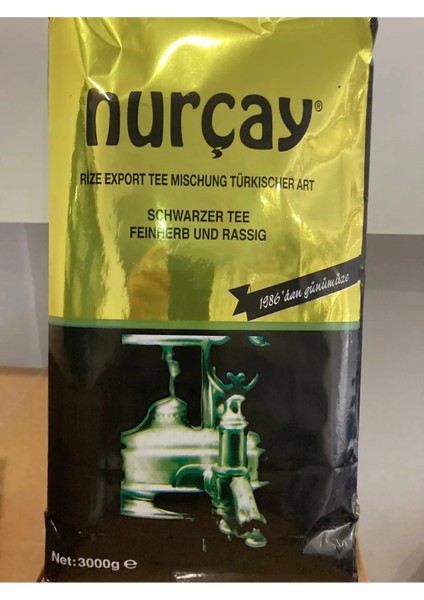 nurçay®
RIZE EXPORT TEE MISCHUNG TÜRKISCHER ART
SCHWARZER TEE
FEINHERB UND RASSIG
1986'dan günümüze
Net:3000g ℮